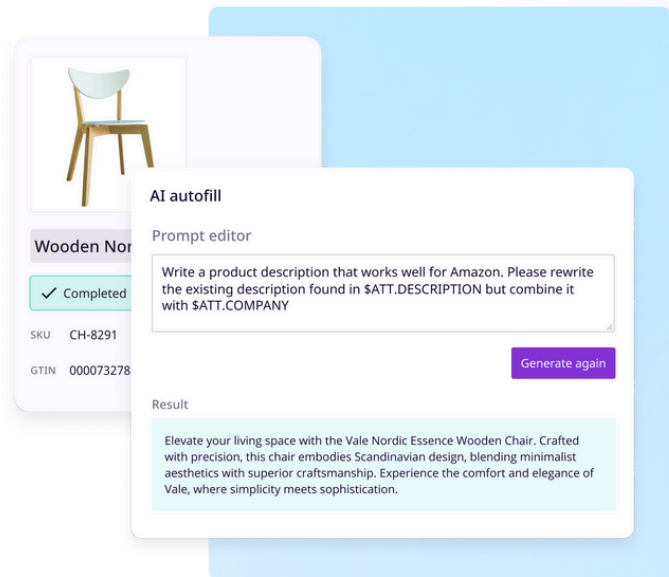 Wooden Nor
Completed
SKU CH-8291
GTIN 000073278
AI autofill
Prompt editor
Write a product description that works well for Amazon. Please rewrite
the existing description found in $ATT.DESCRIPTION but combine it
with $ATT.COMPANY
Generate again
Result
Elevate your living space with the Vale Nordic Essence Wooden Chair. Crafted
with precision, this chair embodies Scandinavian design, blending minimalist
aesthetics with superior craftsmanship. Experience the comfort and elegance of
Vale, where simplicity meets sophistication.